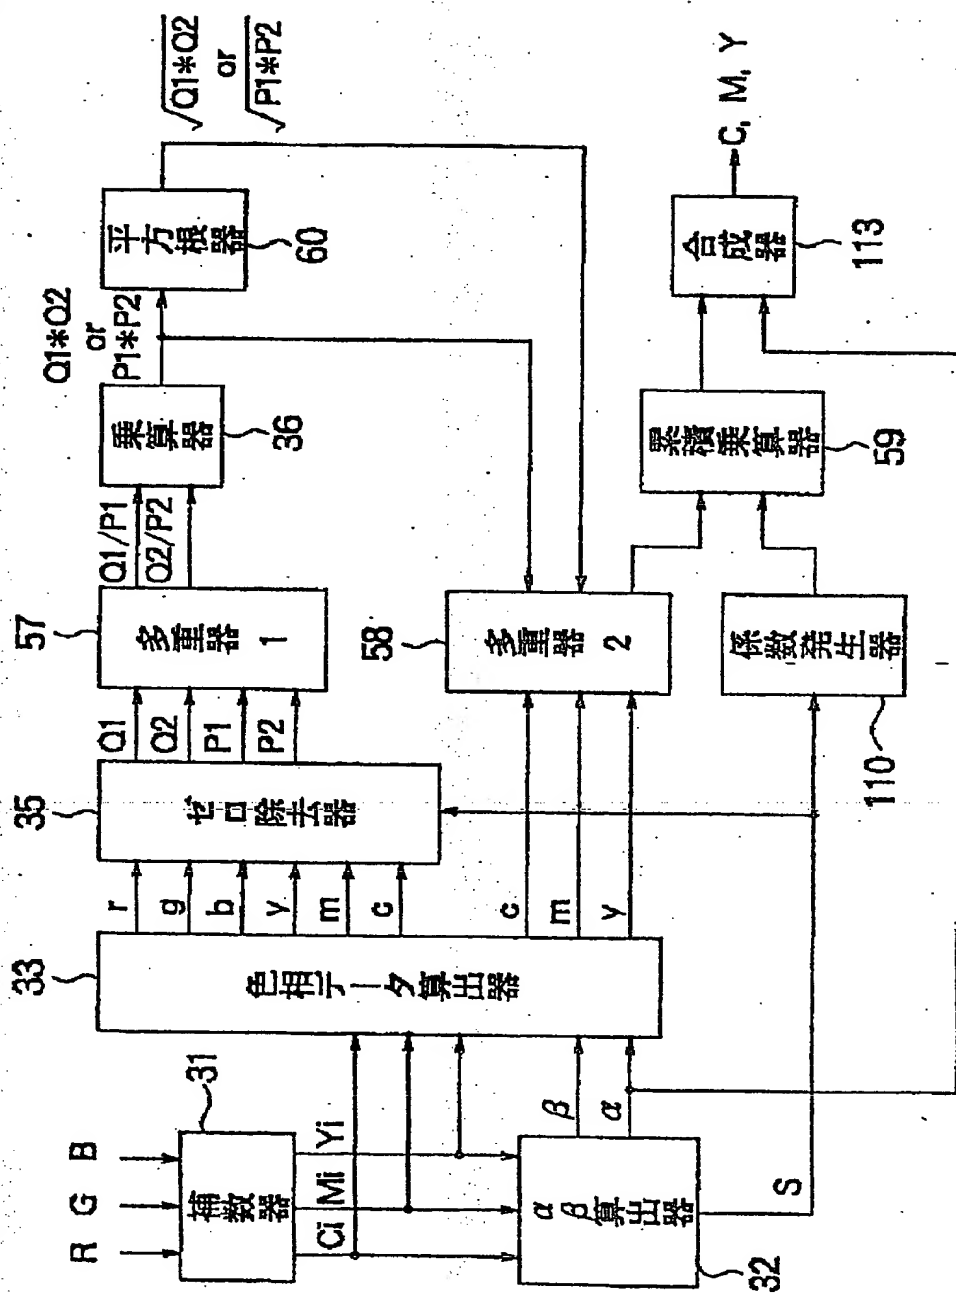 R
G
B
補数器
31
Ci
Mi
Yi
αβ算出器
32
β
α
S
色相データ算出器
33
r
g
b
y
m
c
c
m
y
ゼロ除去器
35
Q1
Q2
P1
P2
多重器
1
57
Q1/P1
Q2/P2
乗算器
36
Q1*Q2
or
P1*P2
平方根器
60
√Q1*Q2
or
√P1*P2
多重器
2
58
係数発生器
110
累積乗算器
59
合成器
113
C, M, Y